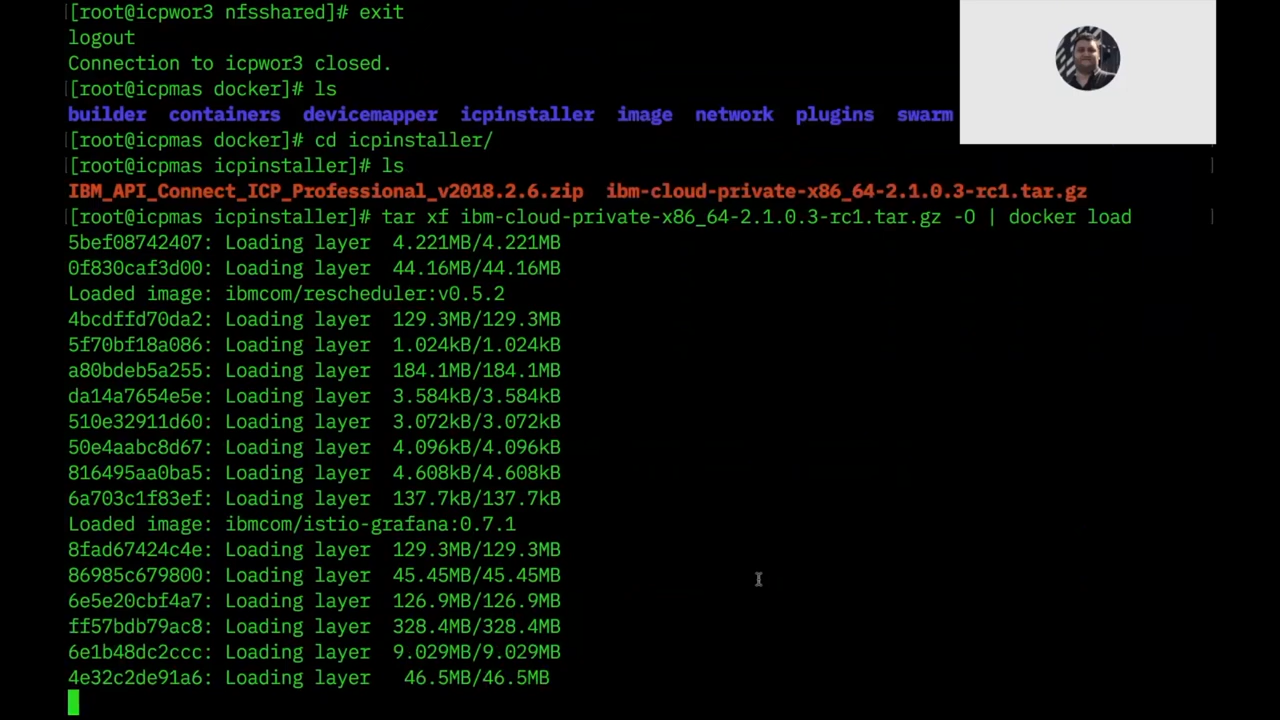 [root@icpwor3 nfsshared]# exit
logout
Connection to icpwor3 closed.
[root@icpmas docker]# ls
builder containers devicemapper icpinstaller image network plugins swarm
[root@icpmas docker]# cd icpinstaller/
[root@icpmas icpinstaller]# ls
IBM_API_Connect_ICP_Professional_v2018.2.6.zip ibm-cloud-private-x86_64-2.1.0.3-rc1.tar.gz
[root@icpmas icpinstaller]# tar xf ibm-cloud-private-x86_64-2.1.0.3-rc1.tar.gz -O | docker load
5bef08742407: Loading layer 4.221MB/4.221MB
0f830caf3d00: Loading layer 44.16MB/44.16MB
Loaded image: ibmcom/rescheduler:v0.5.2
4bcdffd70da2: Loading layer 129.3MB/129.3MB
5f70bf18a086: Loading layer 1.024kB/1.024kB
a80bdeb5a255: Loading layer 184.1MB/184.1MB
da14a7654e5e: Loading layer 3.584kB/3.584kB
510e32911d60: Loading layer 3.072kB/3.072kB
50e4aabc8d67: Loading layer 4.096kB/4.096kB
816495aa0ba5: Loading layer 4.608kB/4.608kB
6a703c1f83ef: Loading layer 137.7kB/137.7kB
Loaded image: ibmcom/istio-grafana:0.7.1
8fad67424c4e: Loading layer 129.3MB/129.3MB
86985c679800: Loading layer 45.45MB/45.45MB
6e5e20cbf4a7: Loading layer 126.9MB/126.9MB
ff57bdb79ac8: Loading layer 328.4MB/328.4MB
6e1b48dc2ccc: Loading layer 9.029MB/9.029MB
4e32c2de91a6: Loading layer 46.5MB/46.5MB